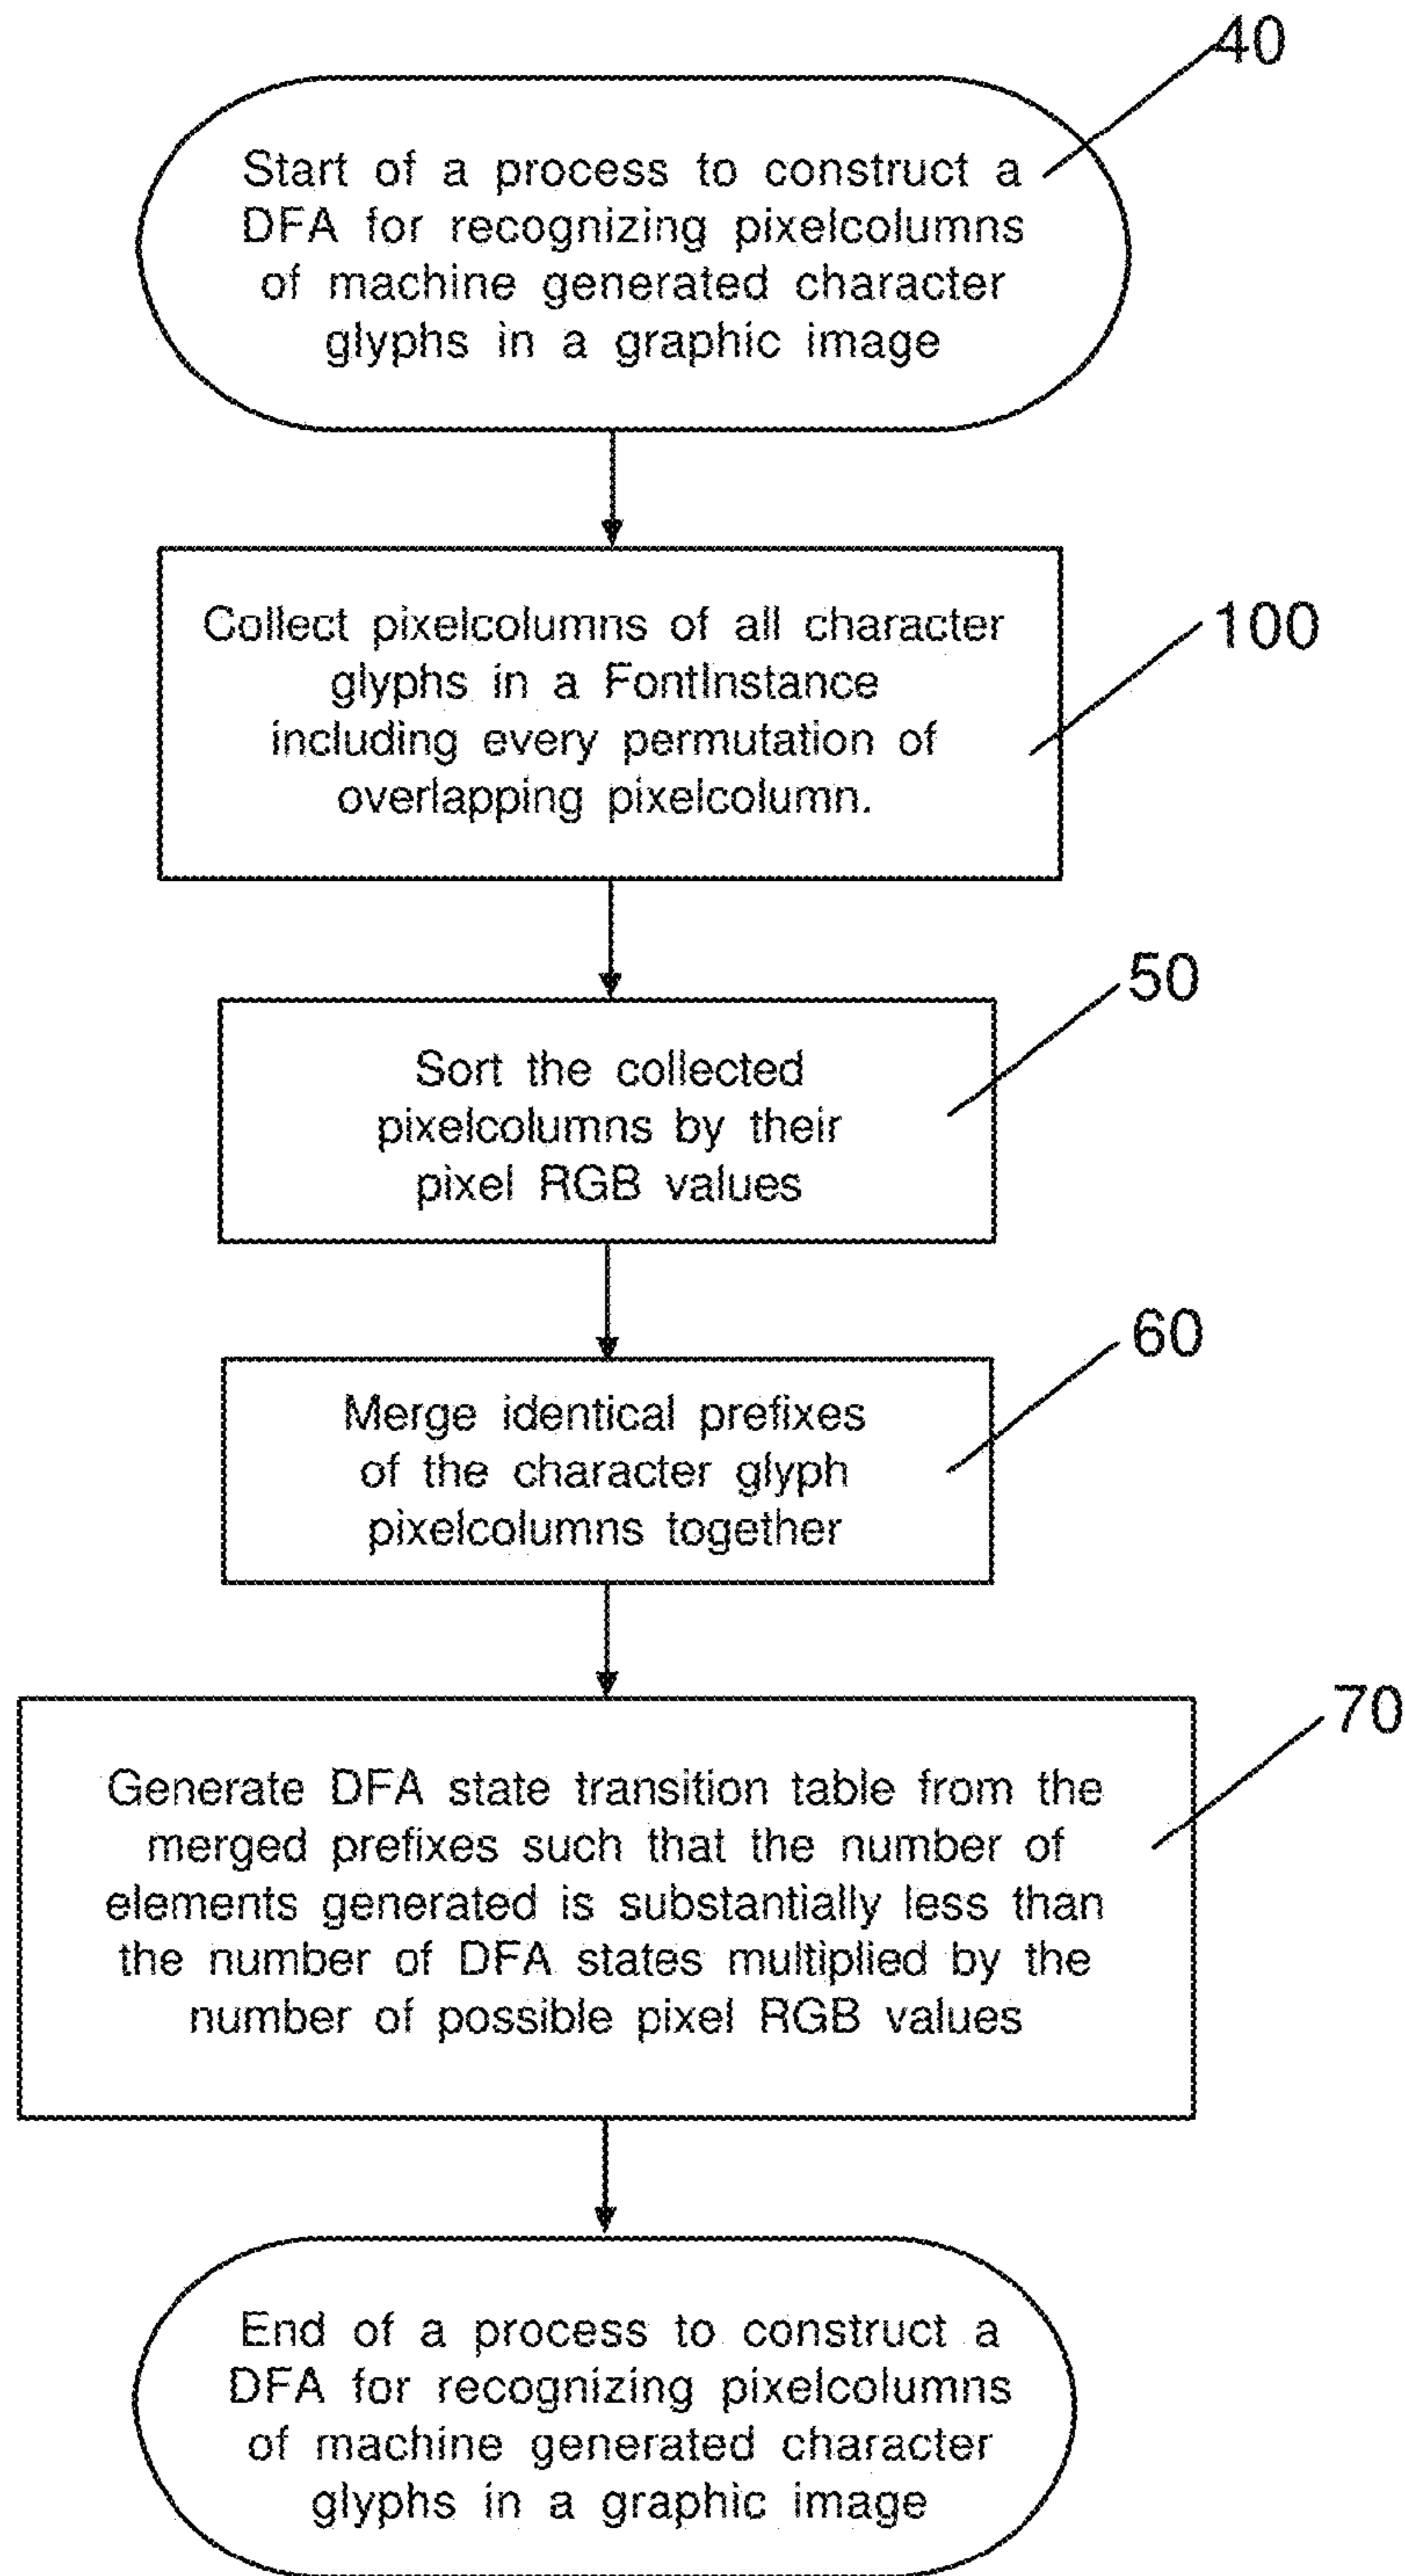 40
Start of a process to construct a
DFA for recognizing pixelcolumns
of machine generated character
glyphs in a graphic image
Collect pixelcolumns of all character
glyphs in a FontInstance
including every permutation of
overlapping pixelcolumn.
100
Sort the collected
pixelcolumns by their
pixel RGB values
50
Merge identical prefixes
of the character glyph
pixelcolumns together
60
Generate DFA state transition table from the
merged prefixes such that the number of
elements generated is substantially less than
the number of DFA states multiplied by the
number of possible pixel RGB values
70
End of a process to construct a
DFA for recognizing pixelcolumns
of machine generated character
glyphs in a graphic image